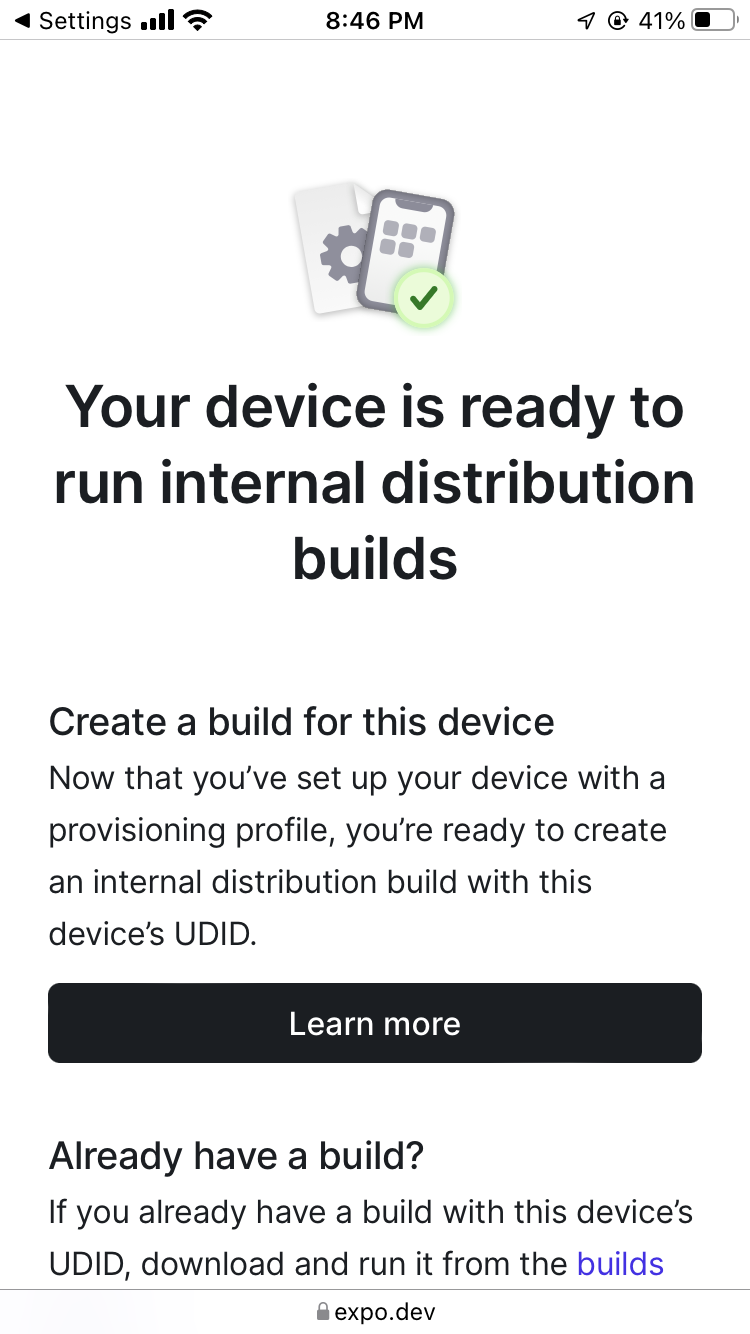 Settings 8:46 PM 41%
Your device is ready to
run internal distribution
builds
Create a build for this device
Now that you’ve set up your device with a
provisioning profile, you’re ready to create
an internal distribution build with this
device’s UDID.
Learn more
Already have a build?
If you already have a build with this device’s
UDID, download and run it from the builds
expo.dev